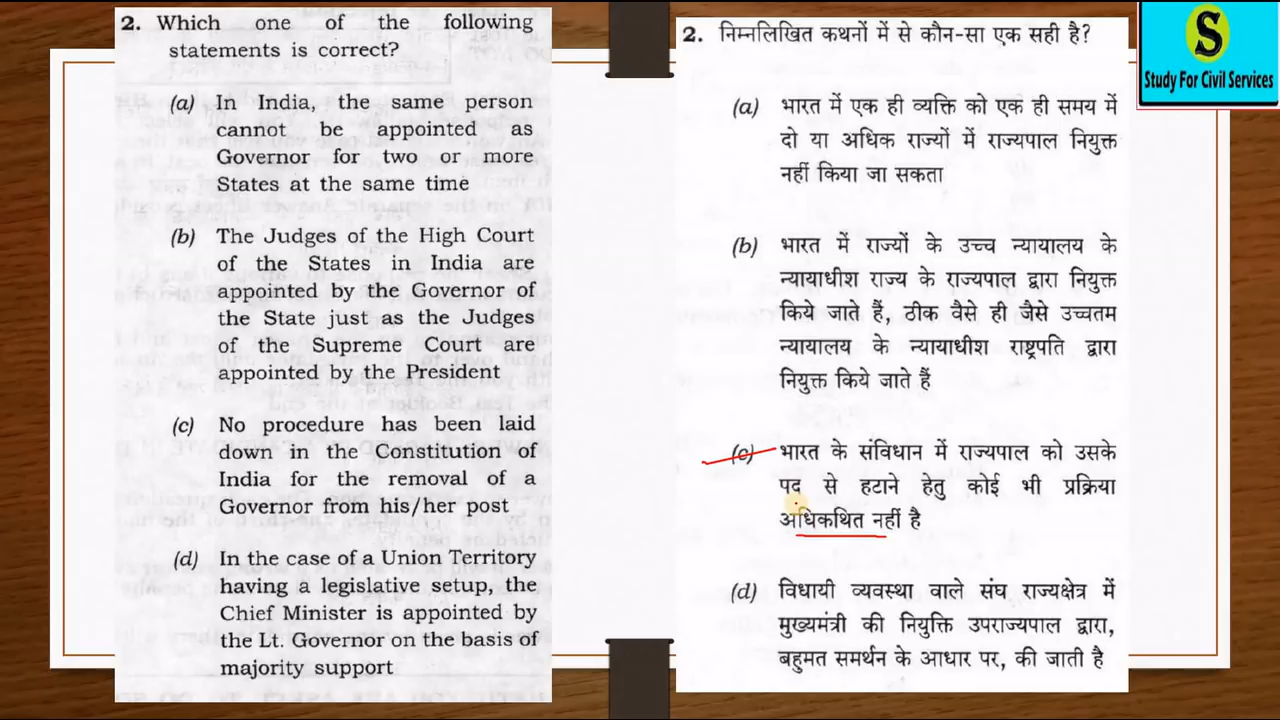 2. Which one of the following
statements is correct?
(a) In India, the same person
cannot be appointed as
Governor for two or more
States at the same time
(b) The Judges of the High Court
of the States in India are
appointed by the Governor of
the State just as the Judges
of the Supreme Court are
appointed by the President
(c) No procedure has been laid
down in the Constitution of
India for the removal of a
Governor from his/her post
(d) In the case of a Union Territory
having a legislative setup, the
Chief Minister is appointed by
the Lt. Governor on the basis of
majority support
2. निम्नलिखित कथनों में से कौन-सा एक सही है?
(a) भारत में एक ही व्यक्ति को एक ही समय में
दो या अधिक राज्यों में राज्यपाल नियुक्त
नहीं किया जा सकता
(b) भारत में राज्यों के उच्च न्यायालय के
न्यायाधीश राज्य के राज्यपाल द्वारा नियुक्त
किये जाते हैं, ठीक वैसे ही जैसे उच्चतम
न्यायालय के न्यायाधीश राष्ट्रपति द्वारा
नियुक्त किये जाते हैं
(c) भारत के संविधान में राज्यपाल को उसके
पद से हटाने हेतु कोई भी प्रक्रिया
अधिकथित नहीं है
(d) विधायी व्यवस्था वाले संघ राज्यक्षेत्र में
मुख्यमंत्री की नियुक्ति उपराज्यपाल द्वारा,
बहुमत समर्थन के आधार पर, की जाती है
S
Study For Civil Services